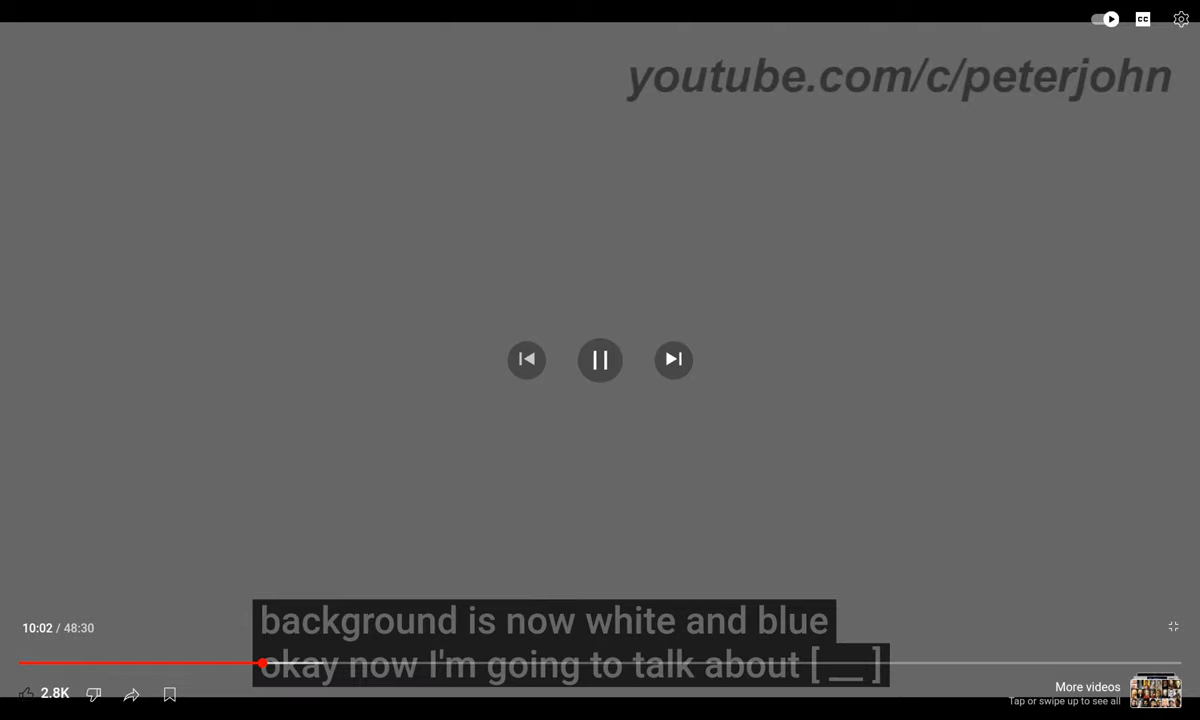 CC
youtube.com/c/peterjohn
background is now white and blue
okay now I'm going to talk about [ __ ]
10:02 / 48:30
2.8K
More videos
Tap or swipe up to see all